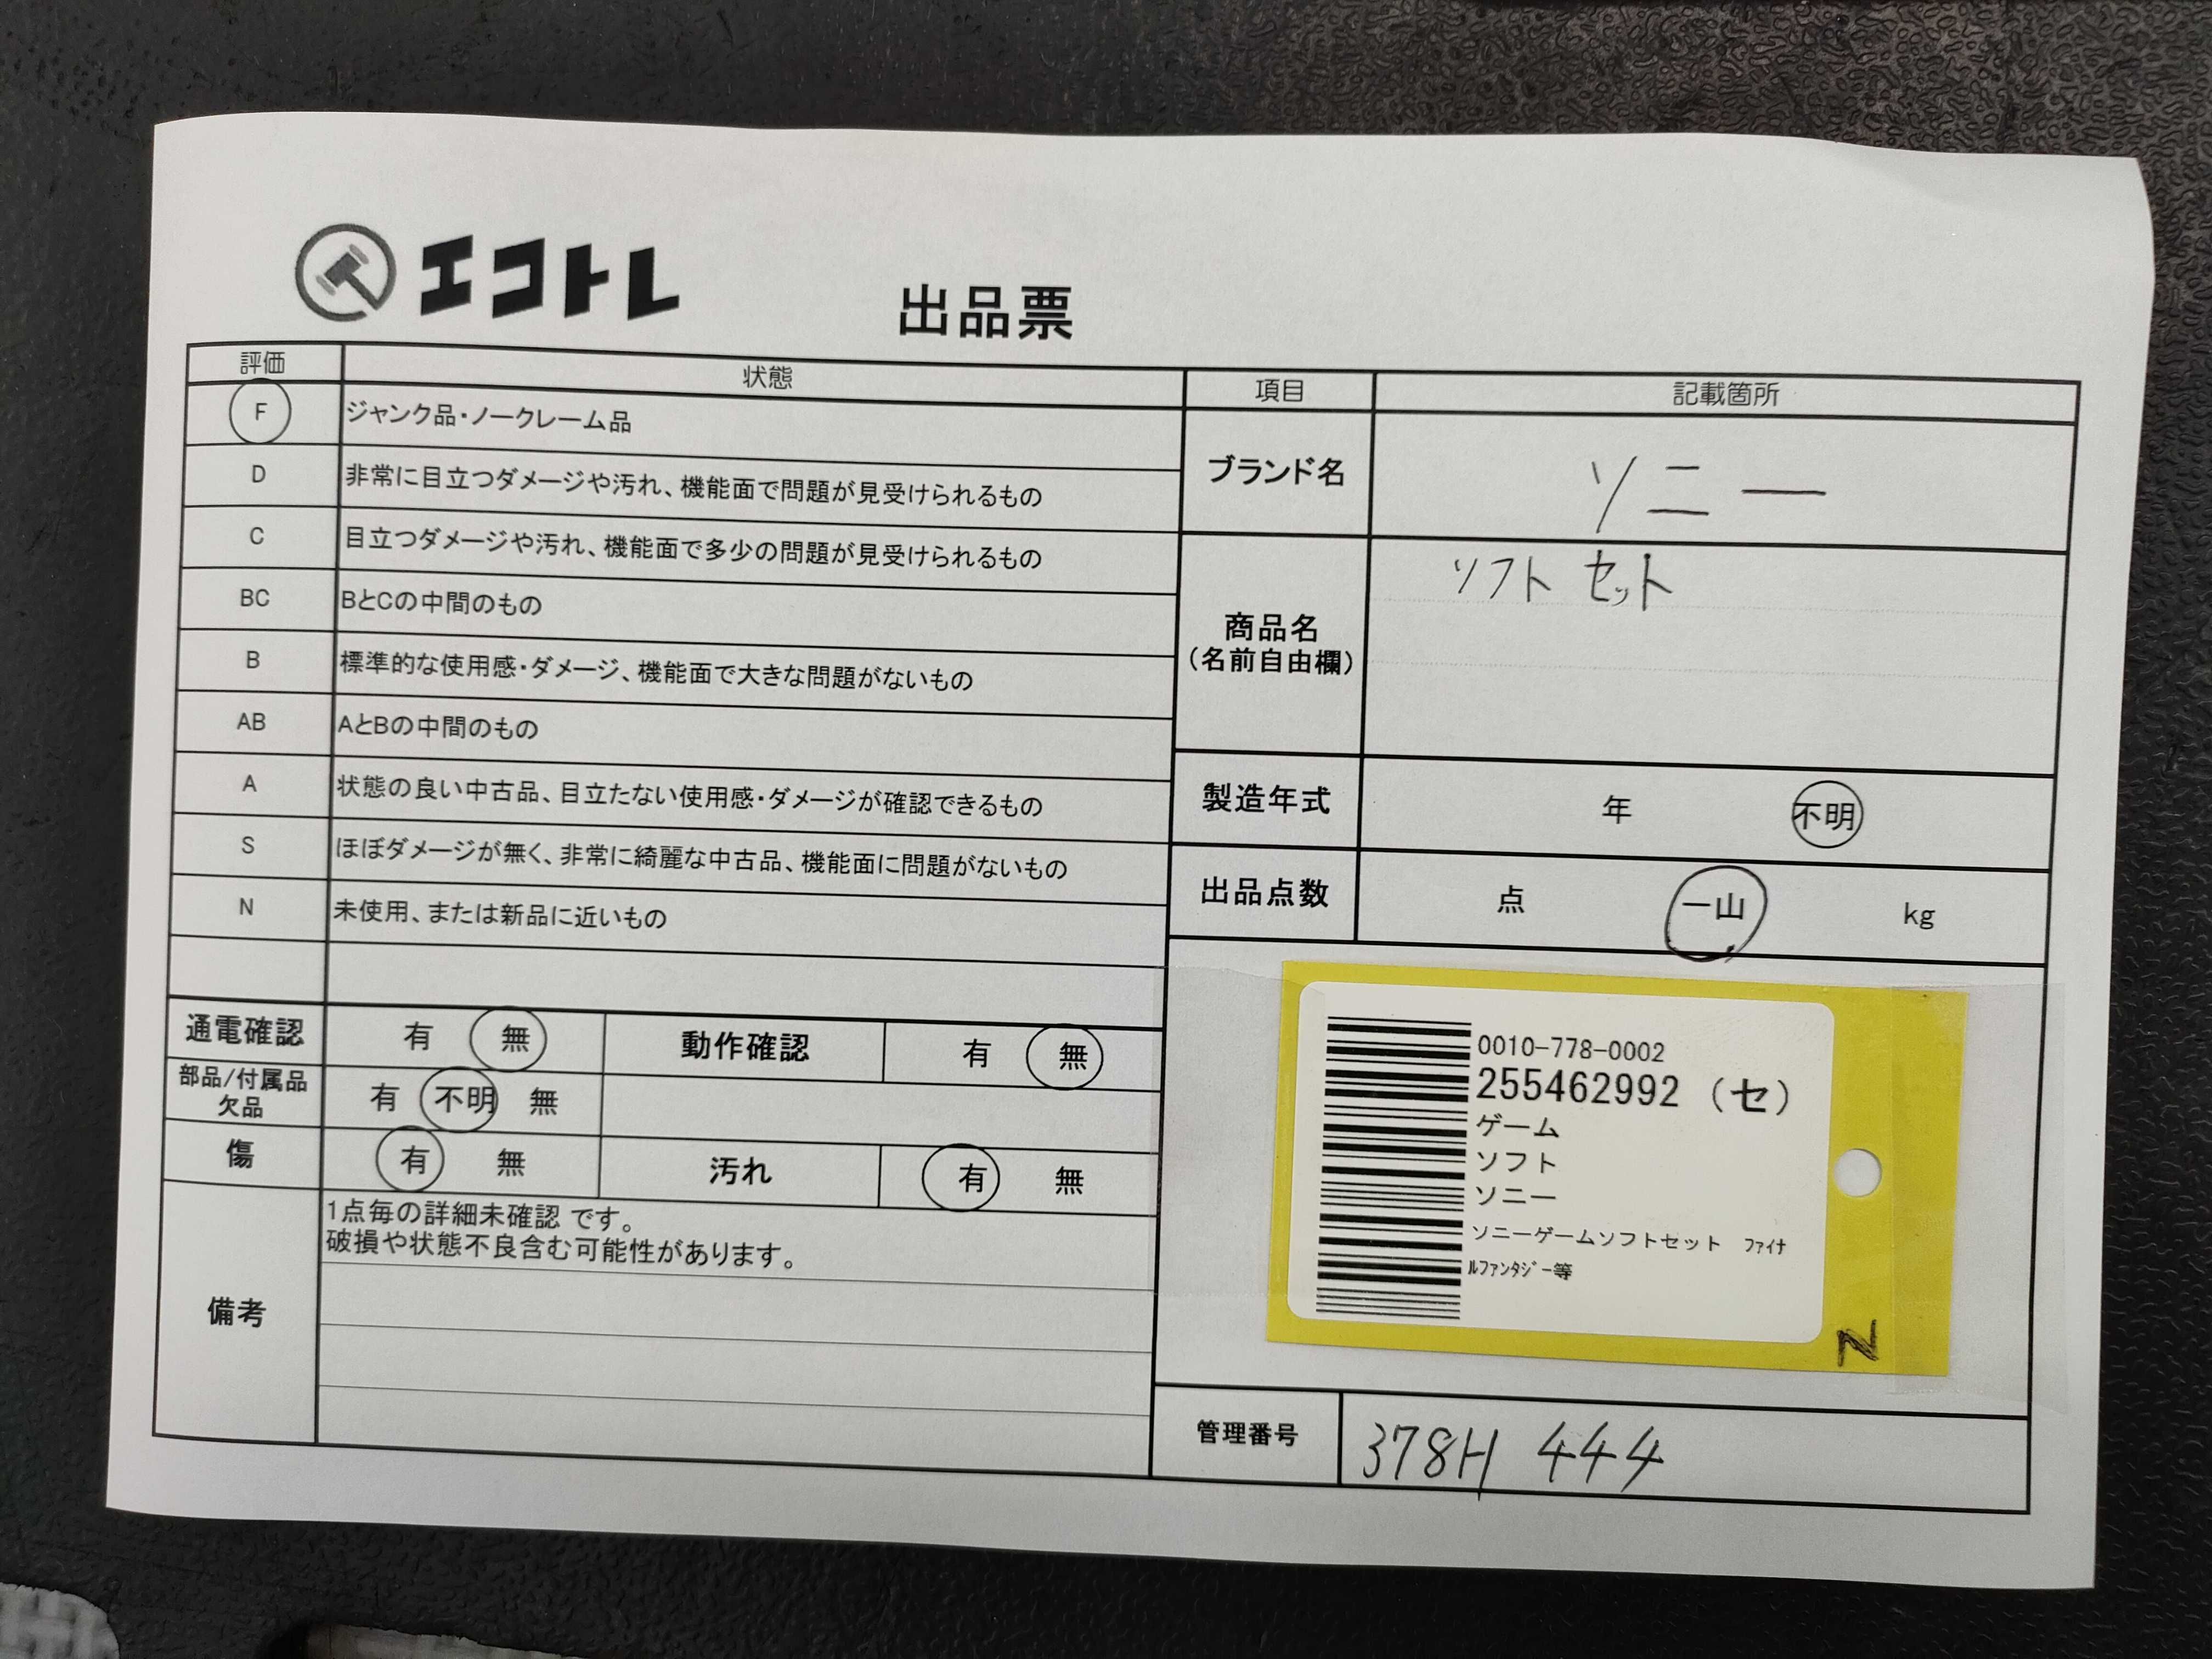 エコトレ
出品票
評価 状態
F ジャンク品・ノークレーム品
D 非常に目立つダメージや汚れ、機能面で問題が見受けられるもの
C 目立つダメージや汚れ、機能面で多少の問題が見受けられるもの
BC BとCの中間のもの
B 標準的な使用感・ダメージ、機能面で大きな問題がないもの
AB AとBの中間のもの
A 状態の良い中古品、目立たない使用感・ダメージが確認できるもの
S ほぼダメージが無く、非常に綺麗な中古品、機能面に問題がないもの
N 未使用、または新品に近いもの
通電確認 有 無 動作確認 有 無
部品/付属品
欠品 有 不明 無
傷 有 無 汚れ 有 無
備考
1点毎の詳細未確認 です。
破損や状態不良含む可能性があります。
項目 記載箇所
ブランド名 ソニー
商品名
(名前自由欄)
ソフト セット
製造年式 年 不明
出品点数 点 一山 kg
0010-778-0002
255462992 (セ)
ゲーム
ソフト
ソニー
ソニーゲームソフトセット ﾌｧｲﾅ
ﾙﾌｧﾝﾀｼﾞｰ等
N
管理番号 378H 444